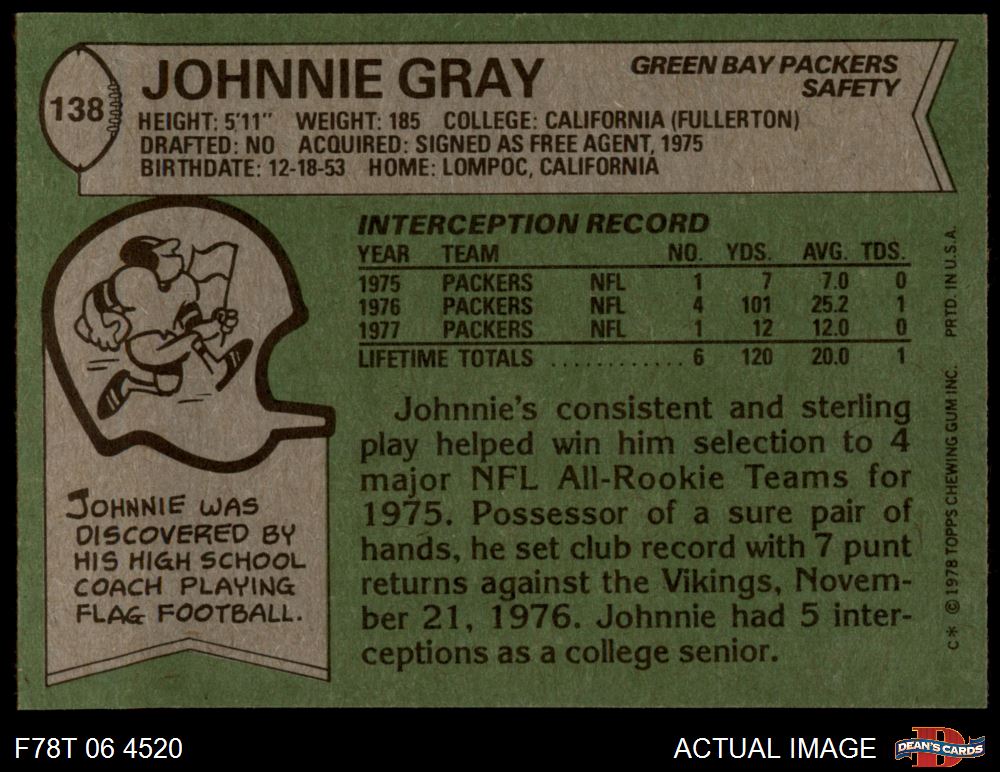 138
JOHNNIE GRAY
GREEN BAY PACKERS
SAFETY
HEIGHT: 5'11" WEIGHT: 185 COLLEGE: CALIFORNIA (FULLERTON)
DRAFTED: NO ACQUIRED: SIGNED AS FREE AGENT, 1975
BIRTHDATE: 12-18-53 HOME: LOMPOC, CALIFORNIA
JOHNNIE WAS
DISCOVERED BY
HIS HIGH SCHOOL
COACH PLAYING
FLAG FOOTBALL.
INTERCEPTION RECORD
YEAR TEAM NO. YDS. AVG. TDS.
1975 PACKERS NFL 1 7 7.0 0
1976 PACKERS NFL 4 101 25.2 1
1977 PACKERS NFL 1 12 12.0 0
LIFETIME TOTALS ............ 6 120 20.0 1
Johnnie's consistent and sterling
play helped win him selection to 4
major NFL All-Rookie Teams for
1975. Possessor of a sure pair of
hands, he set club record with 7 punt
returns against the Vikings, Novem-
ber 21, 1976. Johnnie had 5 inter-
ceptions as a college senior.
C* © 1978 TOPPS CHEWING GUM INC. PRTD. IN U.S.A.
F78T 06 4520
ACTUAL IMAGE
D
DEAN'S CARDS